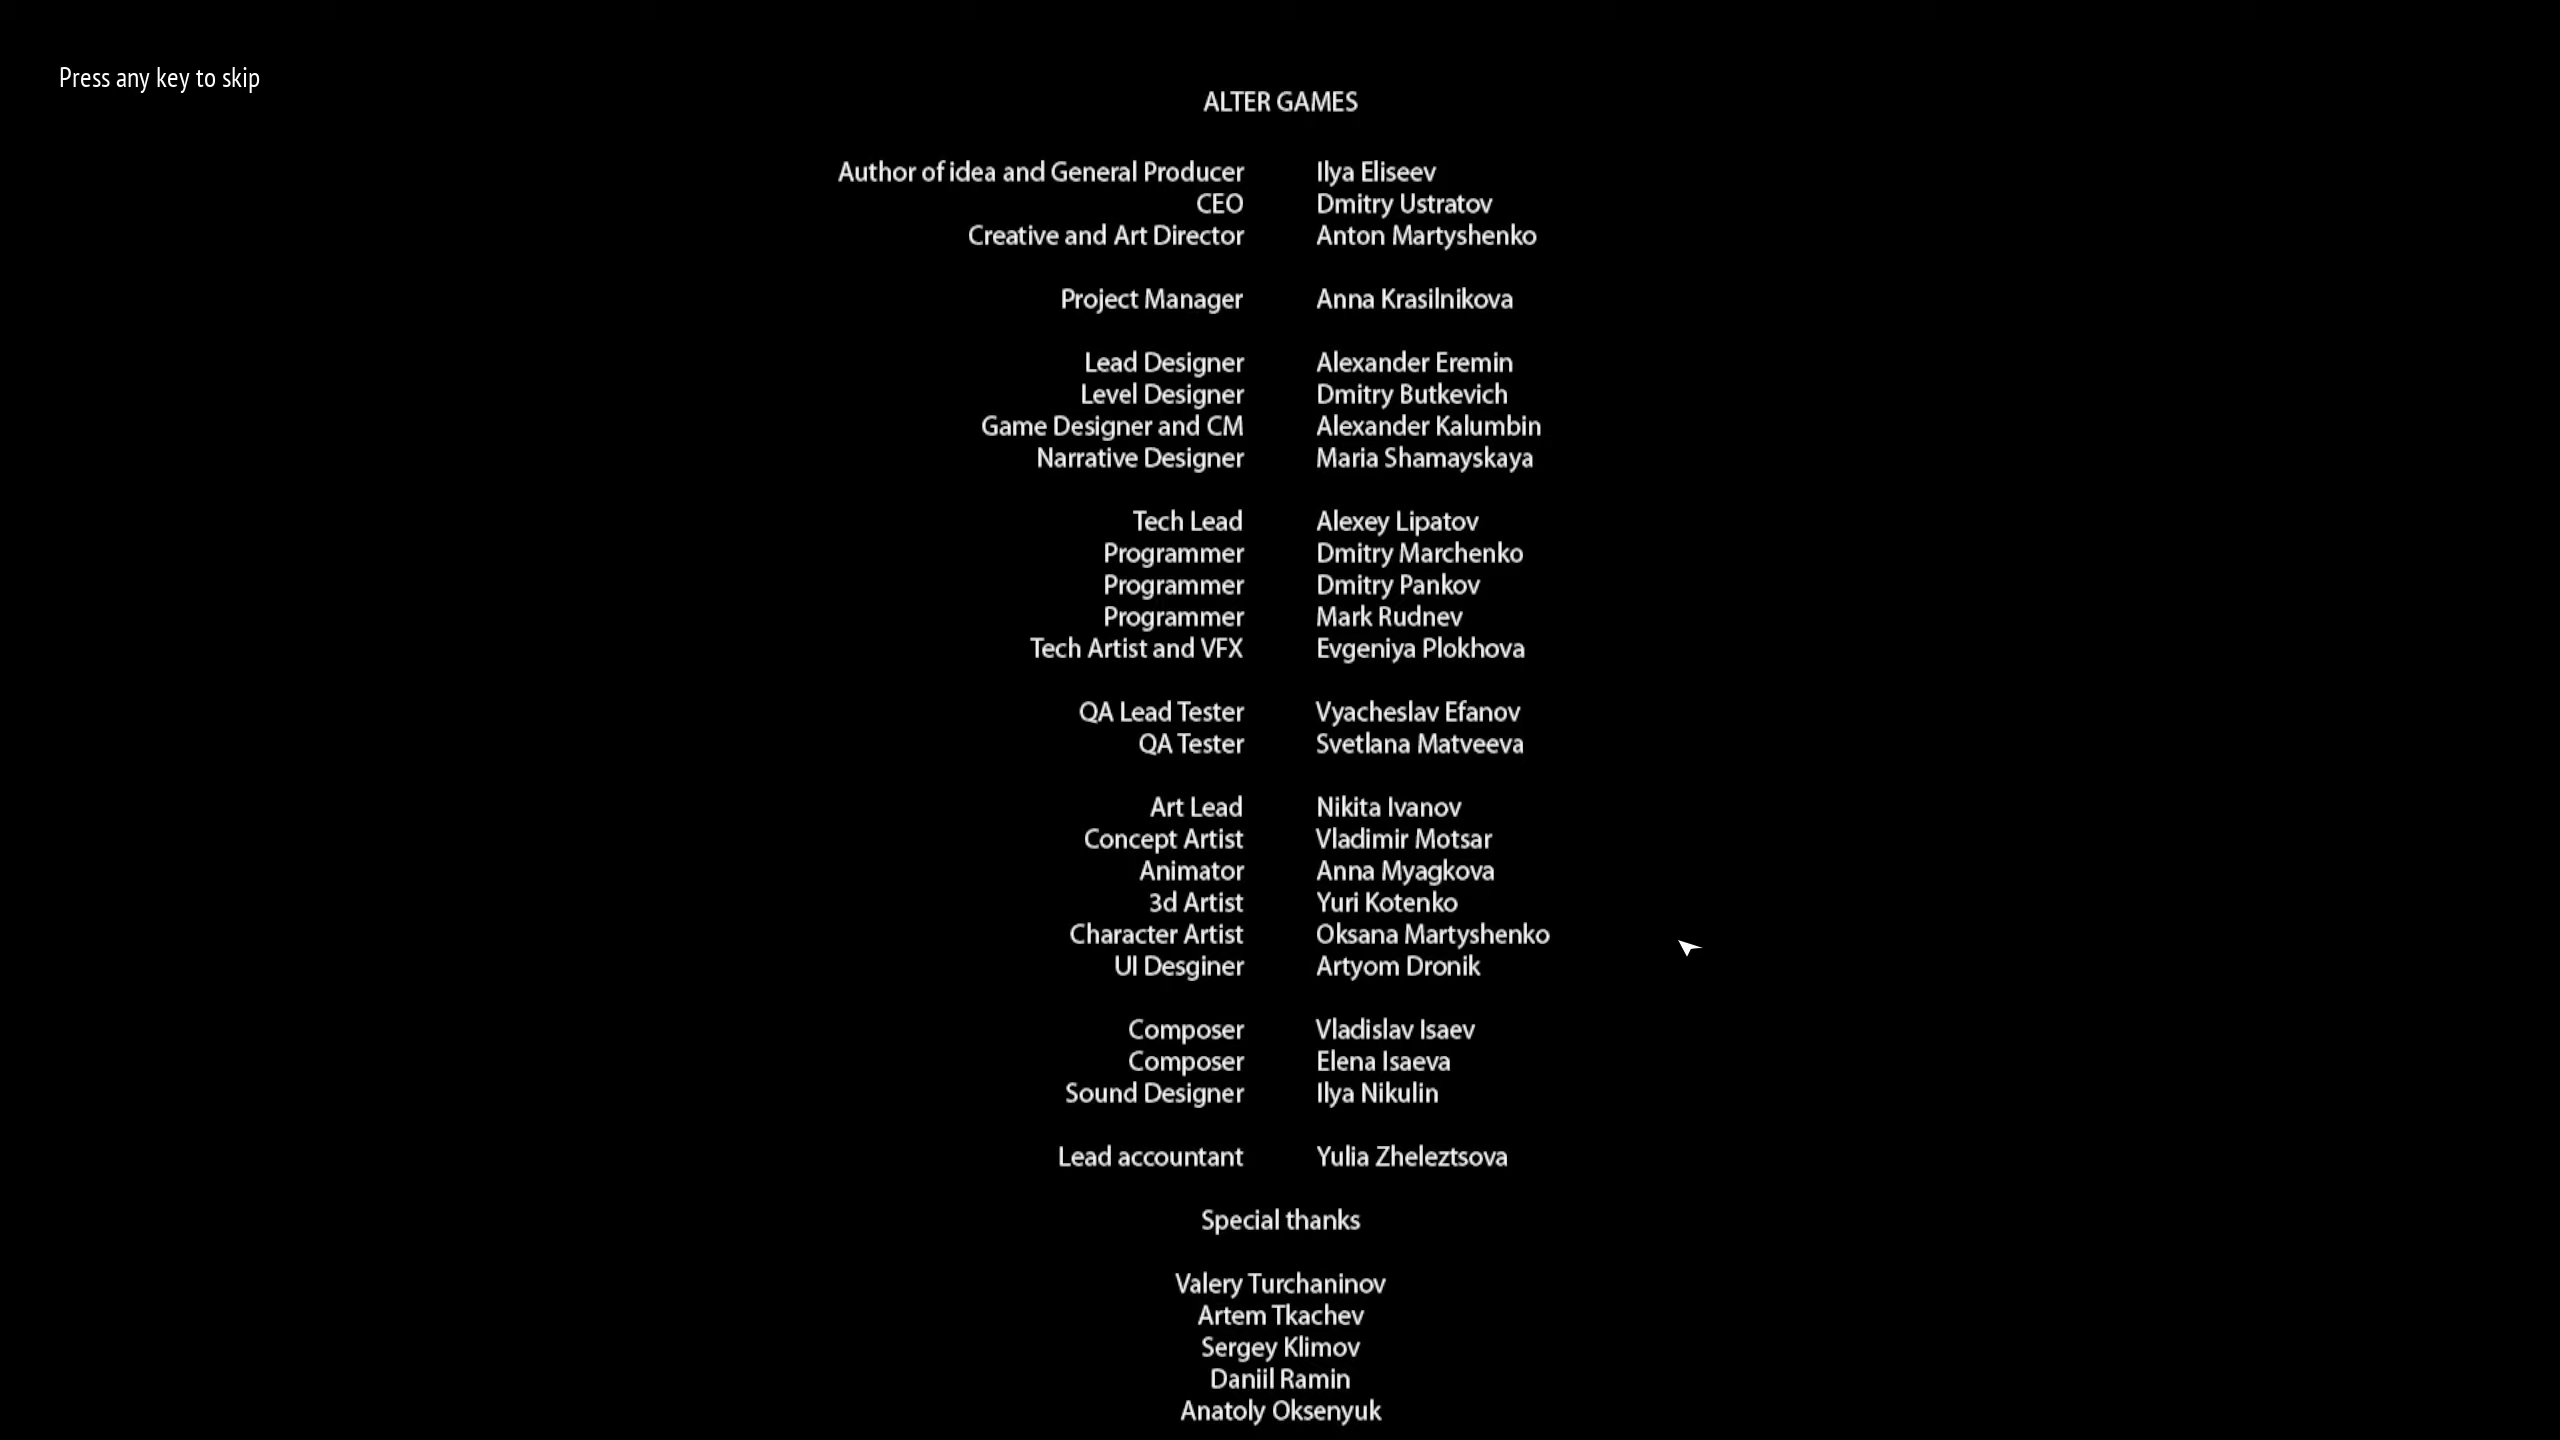 Press any key to skip
ALTER GAMES
Author of idea and General Producer Ilya Eliseev
CEO Dmitry Ustratov
Creative and Art Director Anton Martyshenko
Project Manager Anna Krasilnikova
Lead Designer Alexander Eremin
Level Designer Dmitry Butkevich
Game Designer and CM Alexander Kalumbin
Narrative Designer Maria Shamayskaya
Tech Lead Alexey Lipatov
Programmer Dmitry Marchenko
Programmer Dmitry Pankov
Programmer Mark Rudnev
Tech Artist and VFX Evgeniya Plokhova
QA Lead Tester Vyacheslav Efanov
QA Tester Svetlana Matveeva
Art Lead Nikita Ivanov
Concept Artist Vladimir Motsar
Animator Anna Myagkova
3d Artist Yuri Kotenko
Character Artist Oksana Martyshenko
UI Desginer Artyom Dronik
Composer Vladislav Isaev
Composer Elena Isaeva
Sound Designer Ilya Nikulin
Lead accountant Yulia Zheleztsova
Special thanks
Valery Turchaninov
Artem Tkachev
Sergey Klimov
Daniil Ramin
Anatoly Oksenyuk